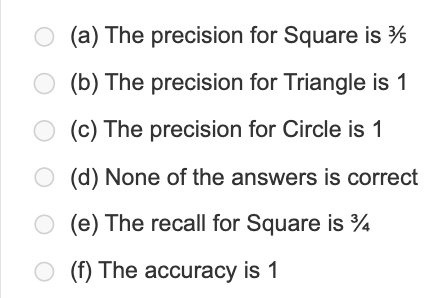 (a) The precision for Square is ⅗
(b) The precision for Triangle is 1
(c) The precision for Circle is 1
(d) None of the answers is correct
(e) The recall for Square is ¾
(f) The accuracy is 1